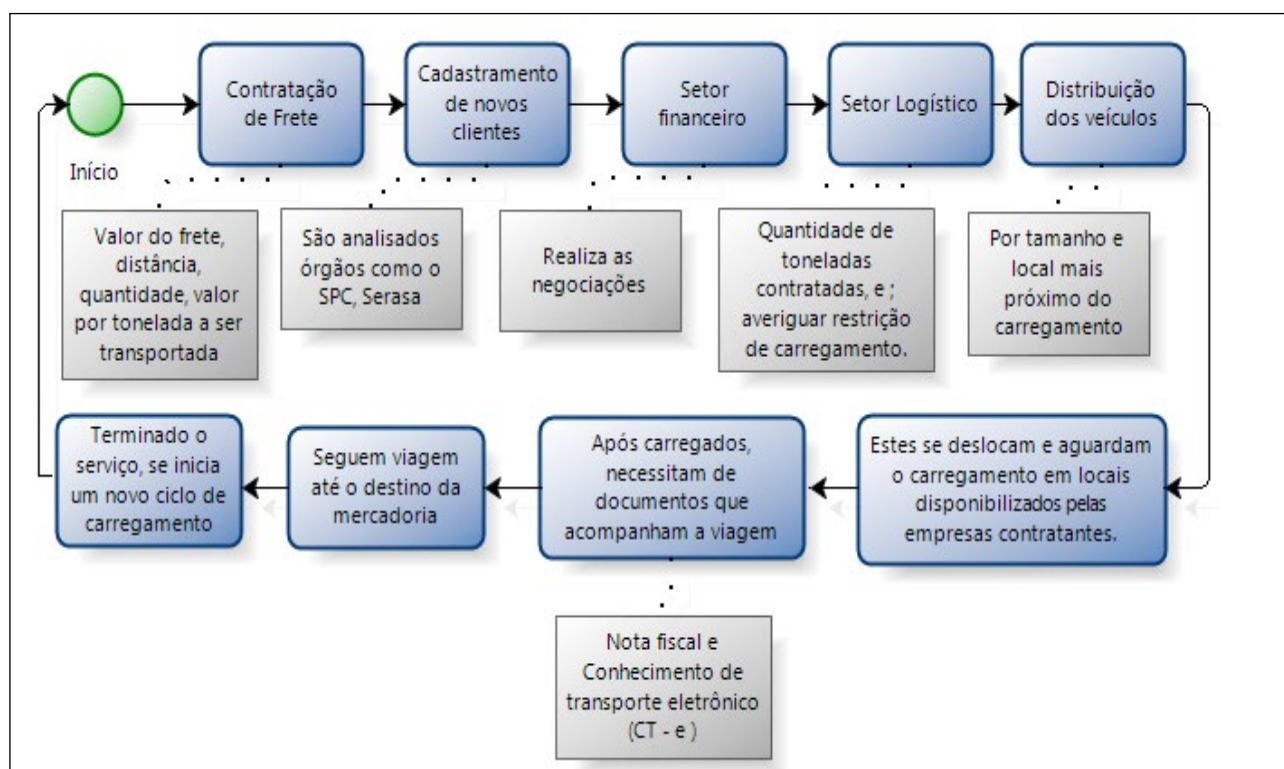 Contratação
de Frete
Cadastramento
de novos
clientes
Setor
financeiro
Setor Logístico
Distribuição
dos veículos
Início
Valor do frete,
distância,
quantidade, valor
por tonelada a ser
transportada
São analisados
órgãos como o
SPC, Serasa
Realiza as
negociações
Quantidade de
toneladas
contratadas, e ;
averiguar restrição
de carregamento.
Por tamanho e
local mais
próximo do
carregamento
Terminado o
serviço, se inicia
um novo ciclo de
carregamento
Seguem viagem
até o destino da
mercadoria
Após carregados,
necessitam de
documentos que
acompanham a viagem
Estes se deslocam e aguardam
o carregamento em locais
disponibilizados pelas
empresas contratantes.
Nota fiscal e
Conhecimento de
transporte eletrônico
(CT - e )